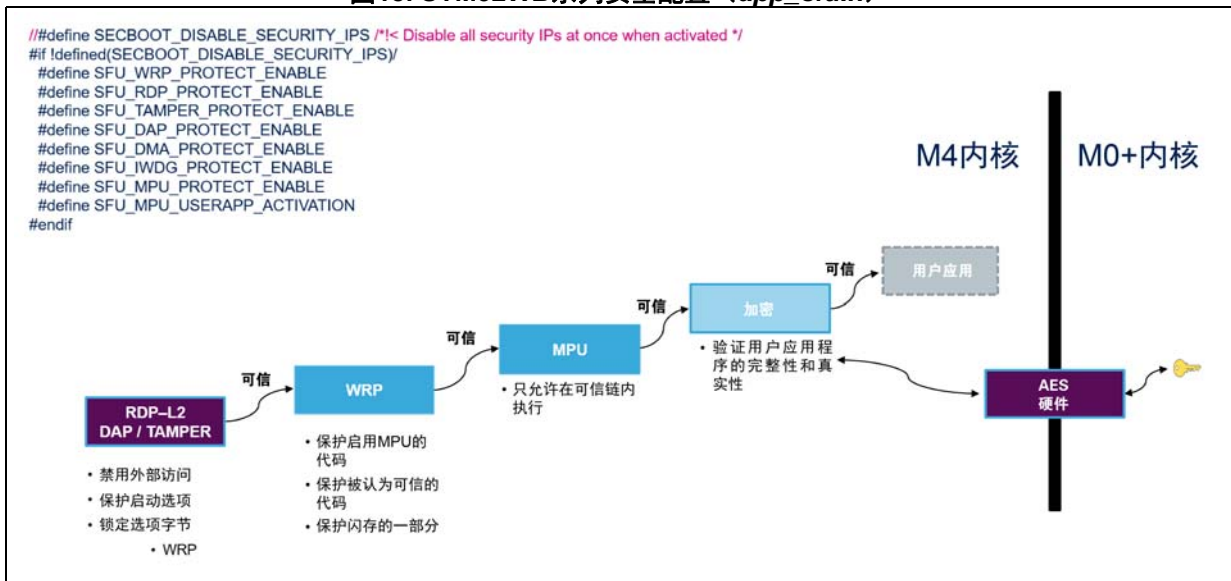 //#define SECBOOT_DISABLE_SECURITY_IPS /*!< Disable all security IPs at once when activated */
#if !defined(SECBOOT_DISABLE_SECURITY_IPS)/
#define SFU_WRP_PROTECT_ENABLE
#define SFU_RDP_PROTECT_ENABLE
#define SFU_TAMPER_PROTECT_ENABLE
#define SFU_DAP_PROTECT_ENABLE
#define SFU_DMA_PROTECT_ENABLE
#define SFU_IWDG_PROTECT_ENABLE
#define SFU_MPU_PROTECT_ENABLE
#define SFU_MPU_USERAPP_ACTIVATION
#endif
M4内核
M0+内核
可信
用户应用
可信
加密
• 验证用户应用程
序的完整性和真
实性
可信
MPU
• 只允许在可信链内
执行
可信
WRP
• 保护启用MPU的
代码
• 保护被认为可信的
代码
• 保护闪存的一部分
RDP–L2
DAP / TAMPER
• 禁用外部访问
• 保护启动选项
• 锁定选项字节
• WRP
AES
硬件